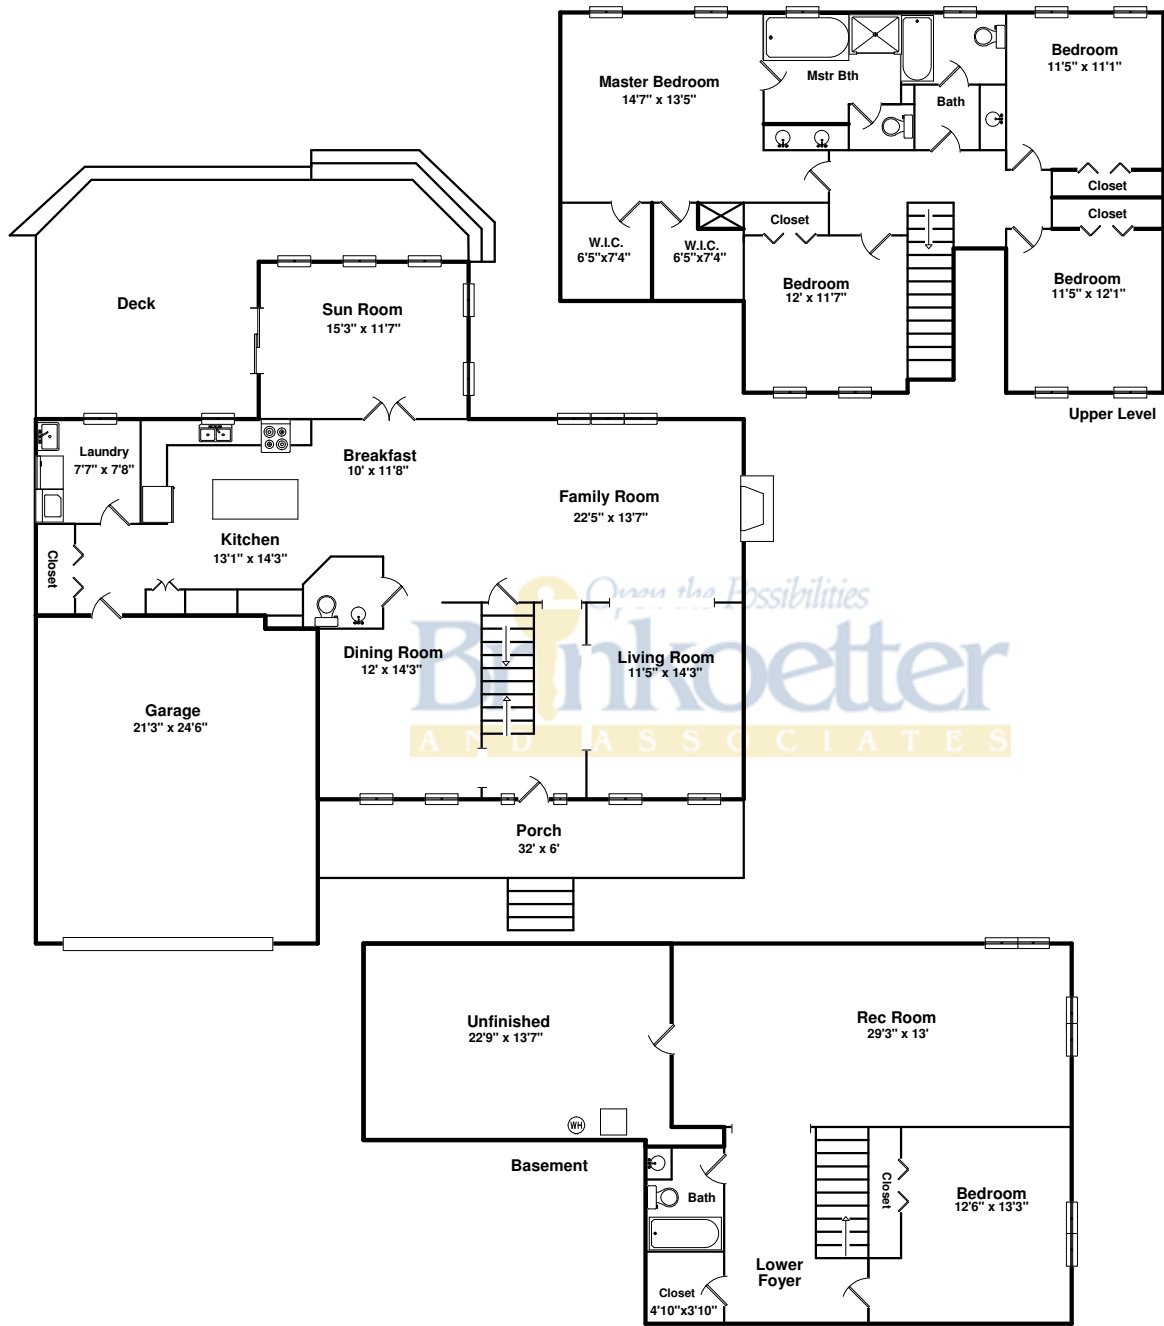 Master Bedroom
14'7" x 13'5"
Mstr Bth
Bath
Bedroom
11'5" x 11'1"
Closet
Closet
Closet
W.I.C.
6'5"x7'4"
W.I.C.
6'5"x7'4"
Bedroom
12' x 11'7"
Bedroom
11'5" x 12'1"
Upper Level
Deck
Sun Room
15'3" x 11'7"
Laundry
7'7" x 7'8"
Breakfast
10' x 11'8"
Family Room
22'5" x 13'7"
Kitchen
13'1" x 14'3"
Closet
Open the Possibilities
Brinkoetter
AND ASSOCIATES
Dining Room
12' x 14'3"
Living Room
11'5" x 14'3"
Garage
21'3" x 24'6"
Porch
32' x 6'
Unfinished
22'9" x 13'7"
WH
Rec Room
29'3" x 13'
Basement
Bath
Closet
Bedroom
12'6" x 13'3"
Lower
Foyer
Closet
4'10"x3'10"